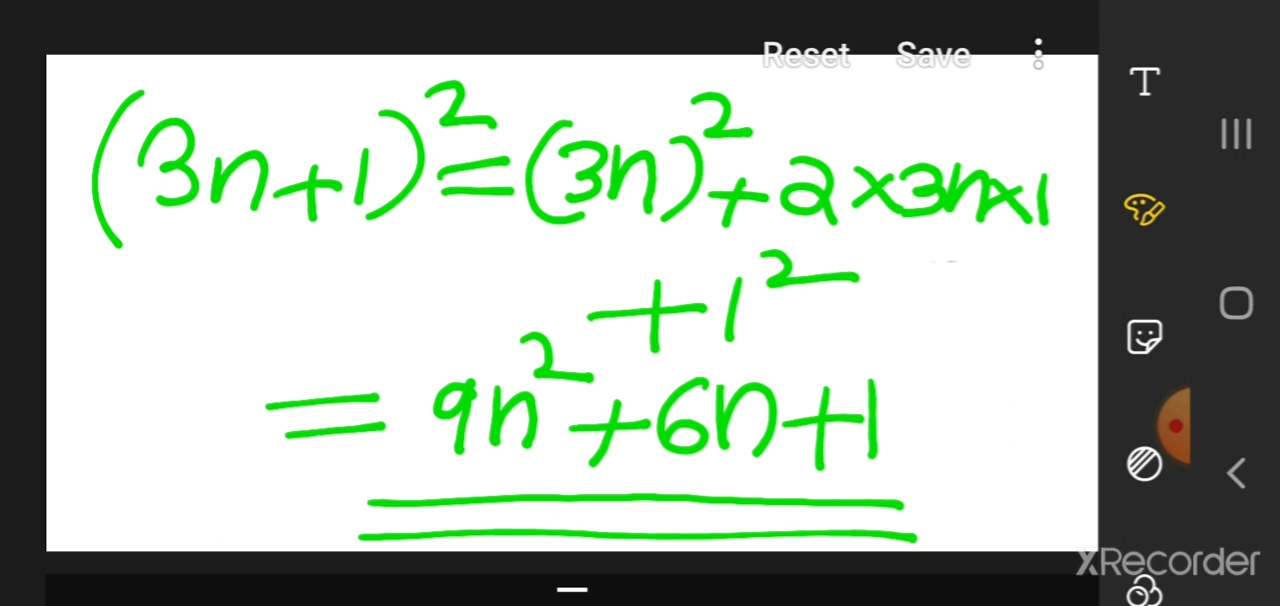 Reset Save
(3n+1)²=(3n)²+2×3n×1
+1²
= 9n²+6n+1
T
XRecorder